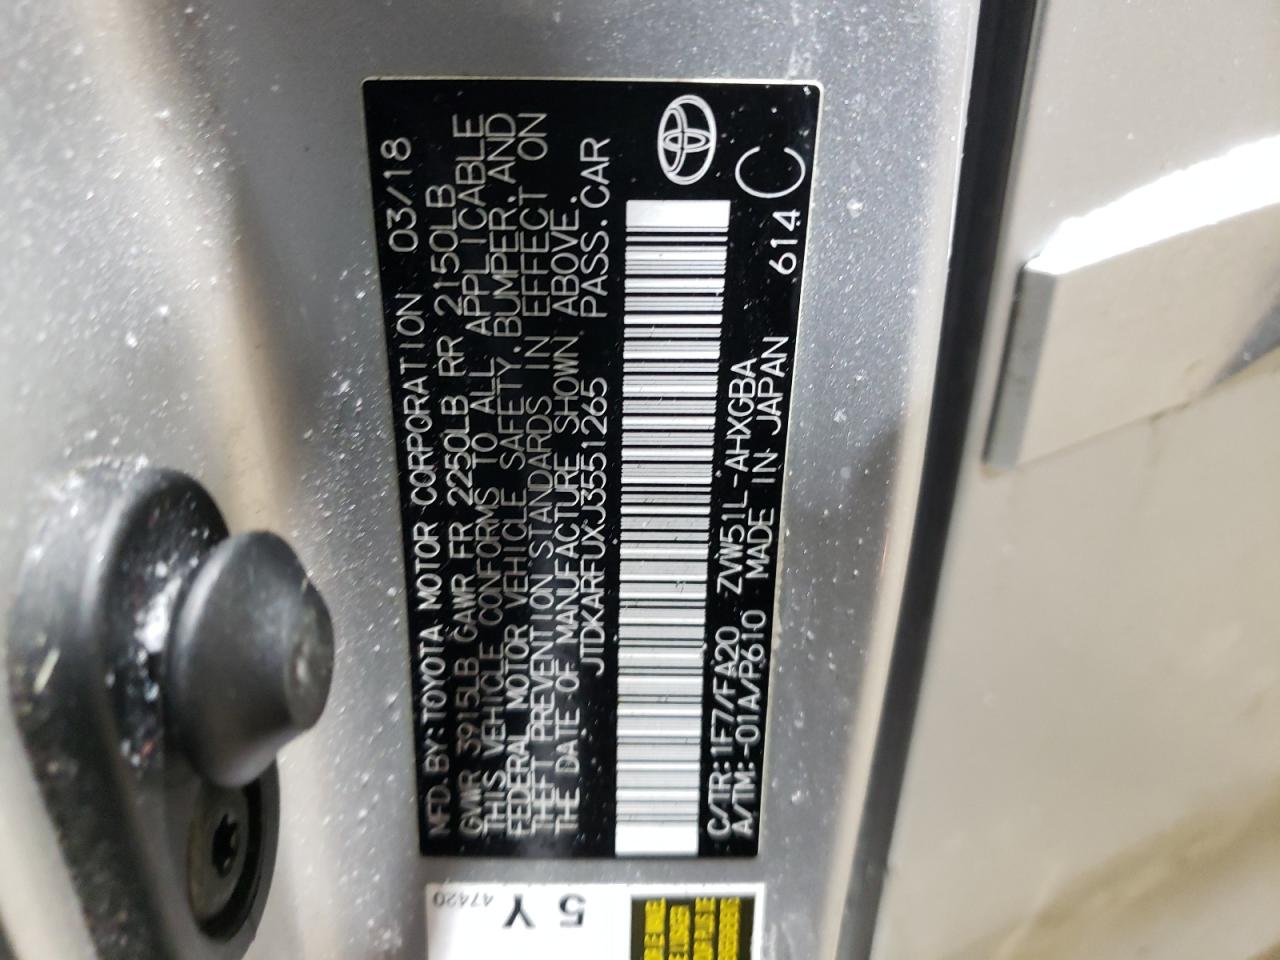 MFD.BY:TOYOTA MOTOR CORPORATION 03/18
GVWR 3915LB GAWR FR 2250LB RR 2150LB
THIS VEHICLE CONFORMS TO ALL APPLICABLE
FEDERAL MOTOR VEHICLE SAFETY,BUMPER,AND
THEFT PREVENTION STANDARDS IN EFFECT ON
THE DATE OF MANUFACTURE SHOWN ABOVE.
JTDKARFUXJ3551265 PASS.CAR
C/TR:1F7/FA20 ZVW51L-AHXGBA
A/TM:-01A/P610 MADE IN JAPAN 614 C
5 Y
47420